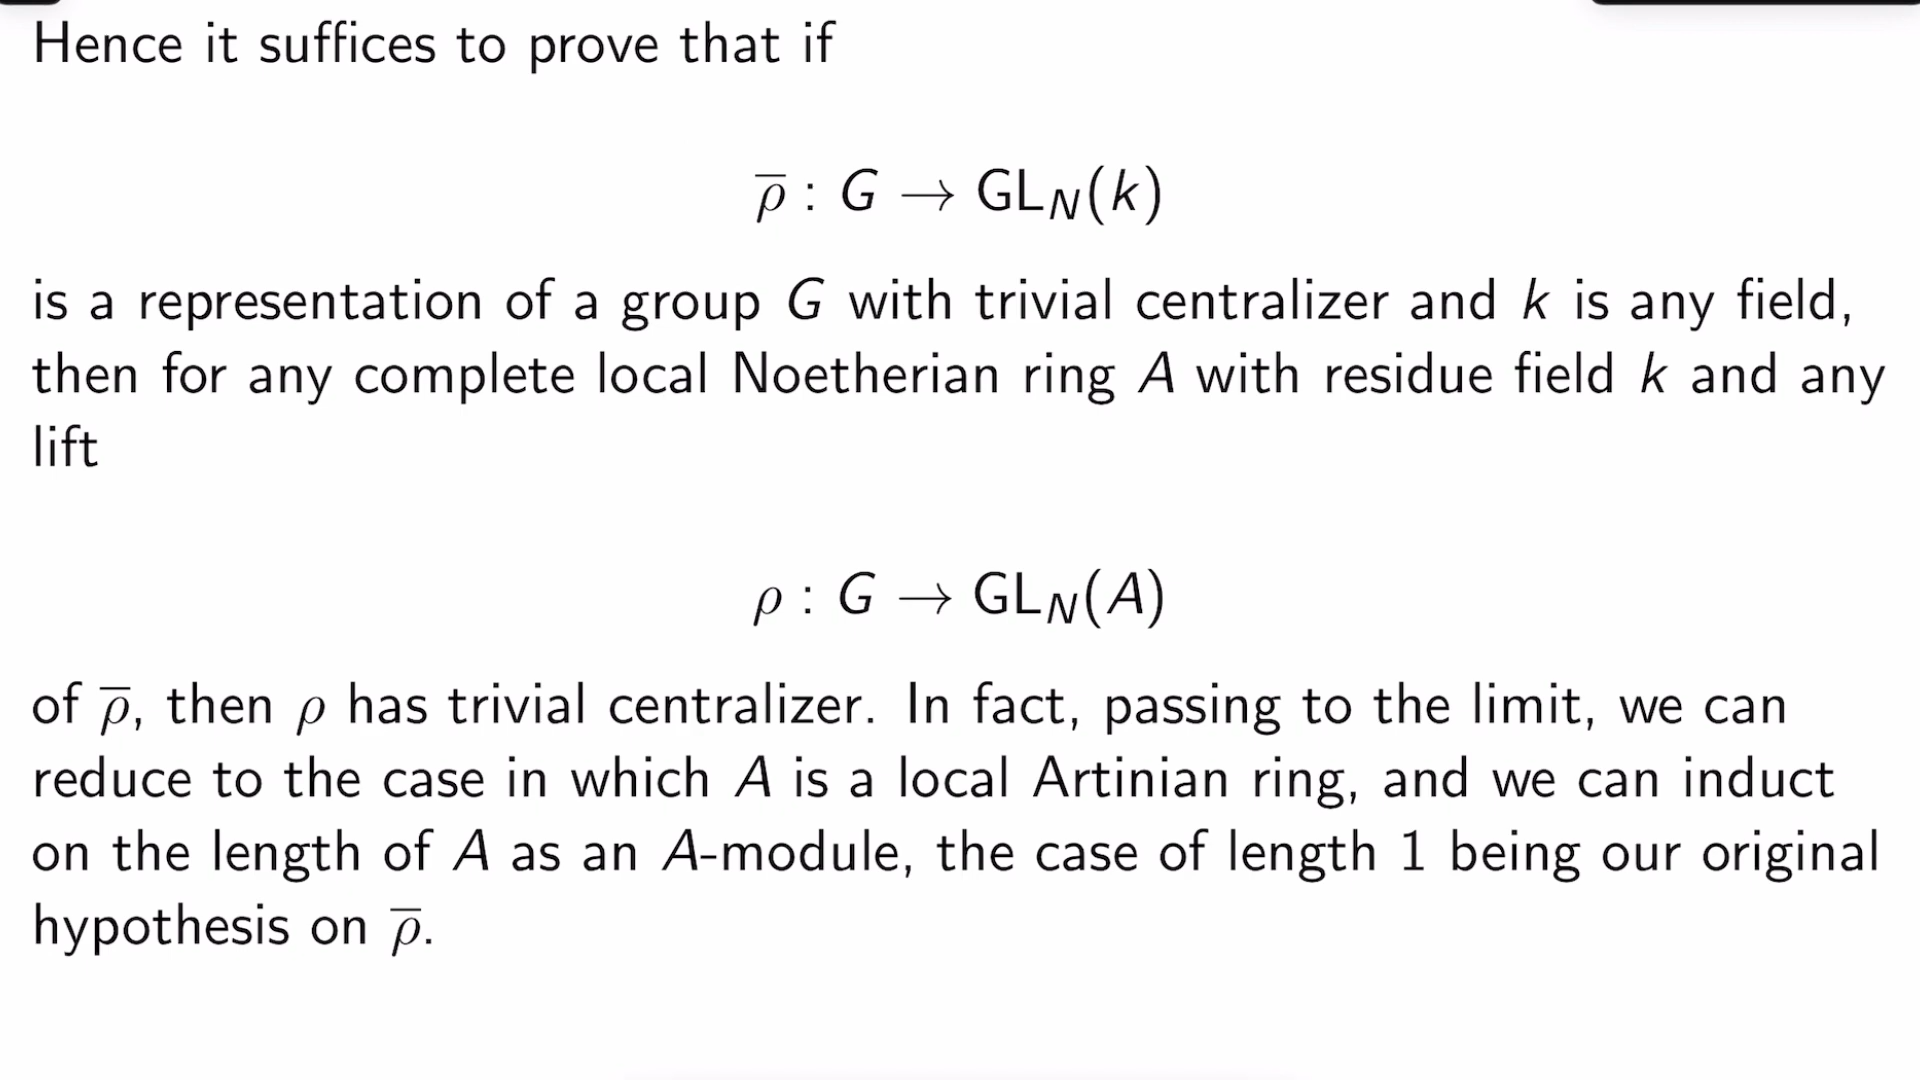 Hence it suffices to prove that if
ρ̅ : G → GL_N(k)
is a representation of a group G with trivial centralizer and k is any field,
then for any complete local Noetherian ring A with residue field k and any
lift
ρ : G → GL_N(A)
of ρ̅, then ρ has trivial centralizer. In fact, passing to the limit, we can
reduce to the case in which A is a local Artinian ring, and we can induct
on the length of A as an A-module, the case of length 1 being our original
hypothesis on ρ̅.